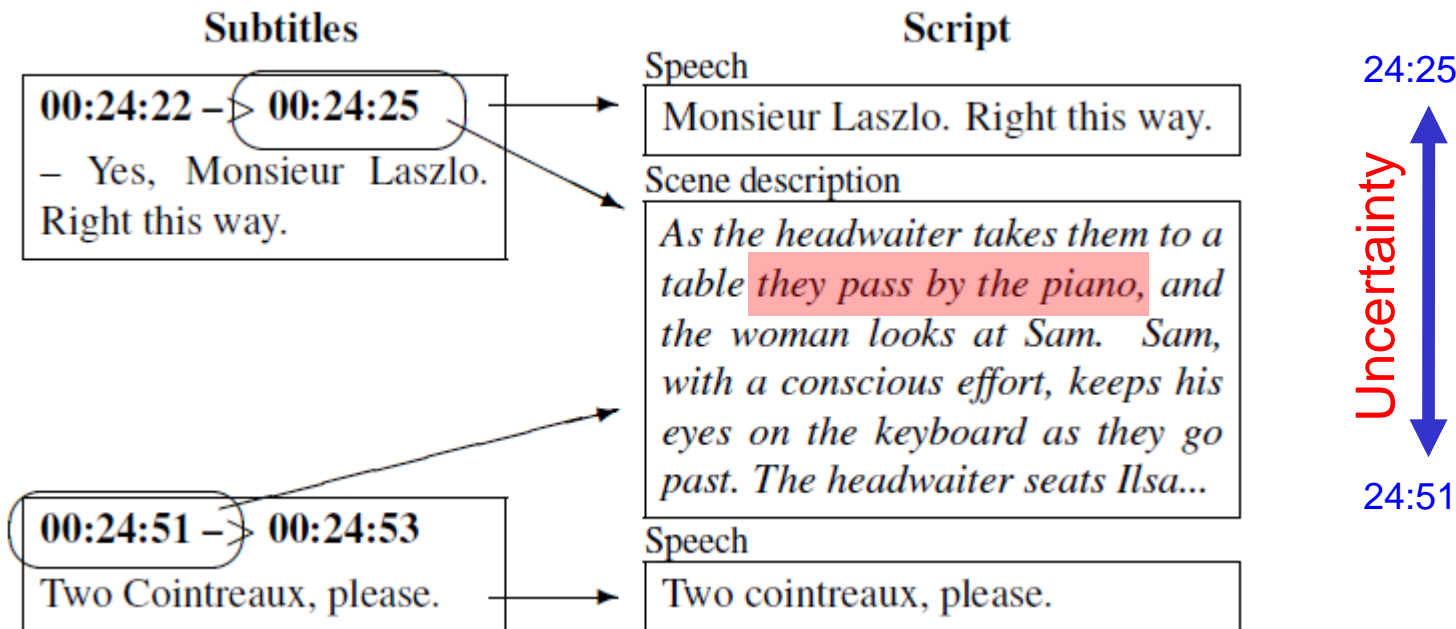 Subtitles
00:24:22 –> 00:24:25
– Yes, Monsieur Laszlo.
Right this way.
00:24:51 –> 00:24:53
Two Cointreaux, please.
Script
Speech
Monsieur Laszlo. Right this way.
Scene description
As the headwaiter takes them to a
table they pass by the piano, and
the woman looks at Sam. Sam,
with a conscious effort, keeps his
eyes on the keyboard as they go
past. The headwaiter seats Ilsa...
Speech
Two cointreaux, please.
24:25
Uncertainty
24:51